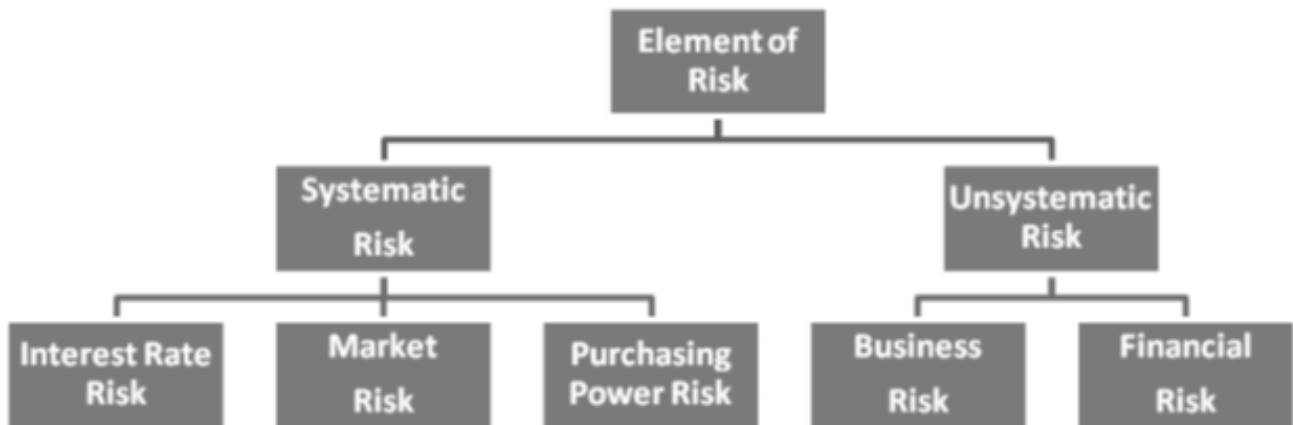 Element of
Risk
Systematic
Risk
Unsystematic
Risk
Interest Rate
Risk
Market
Risk
Purchasing
Power Risk
Business
Risk
Financial
Risk